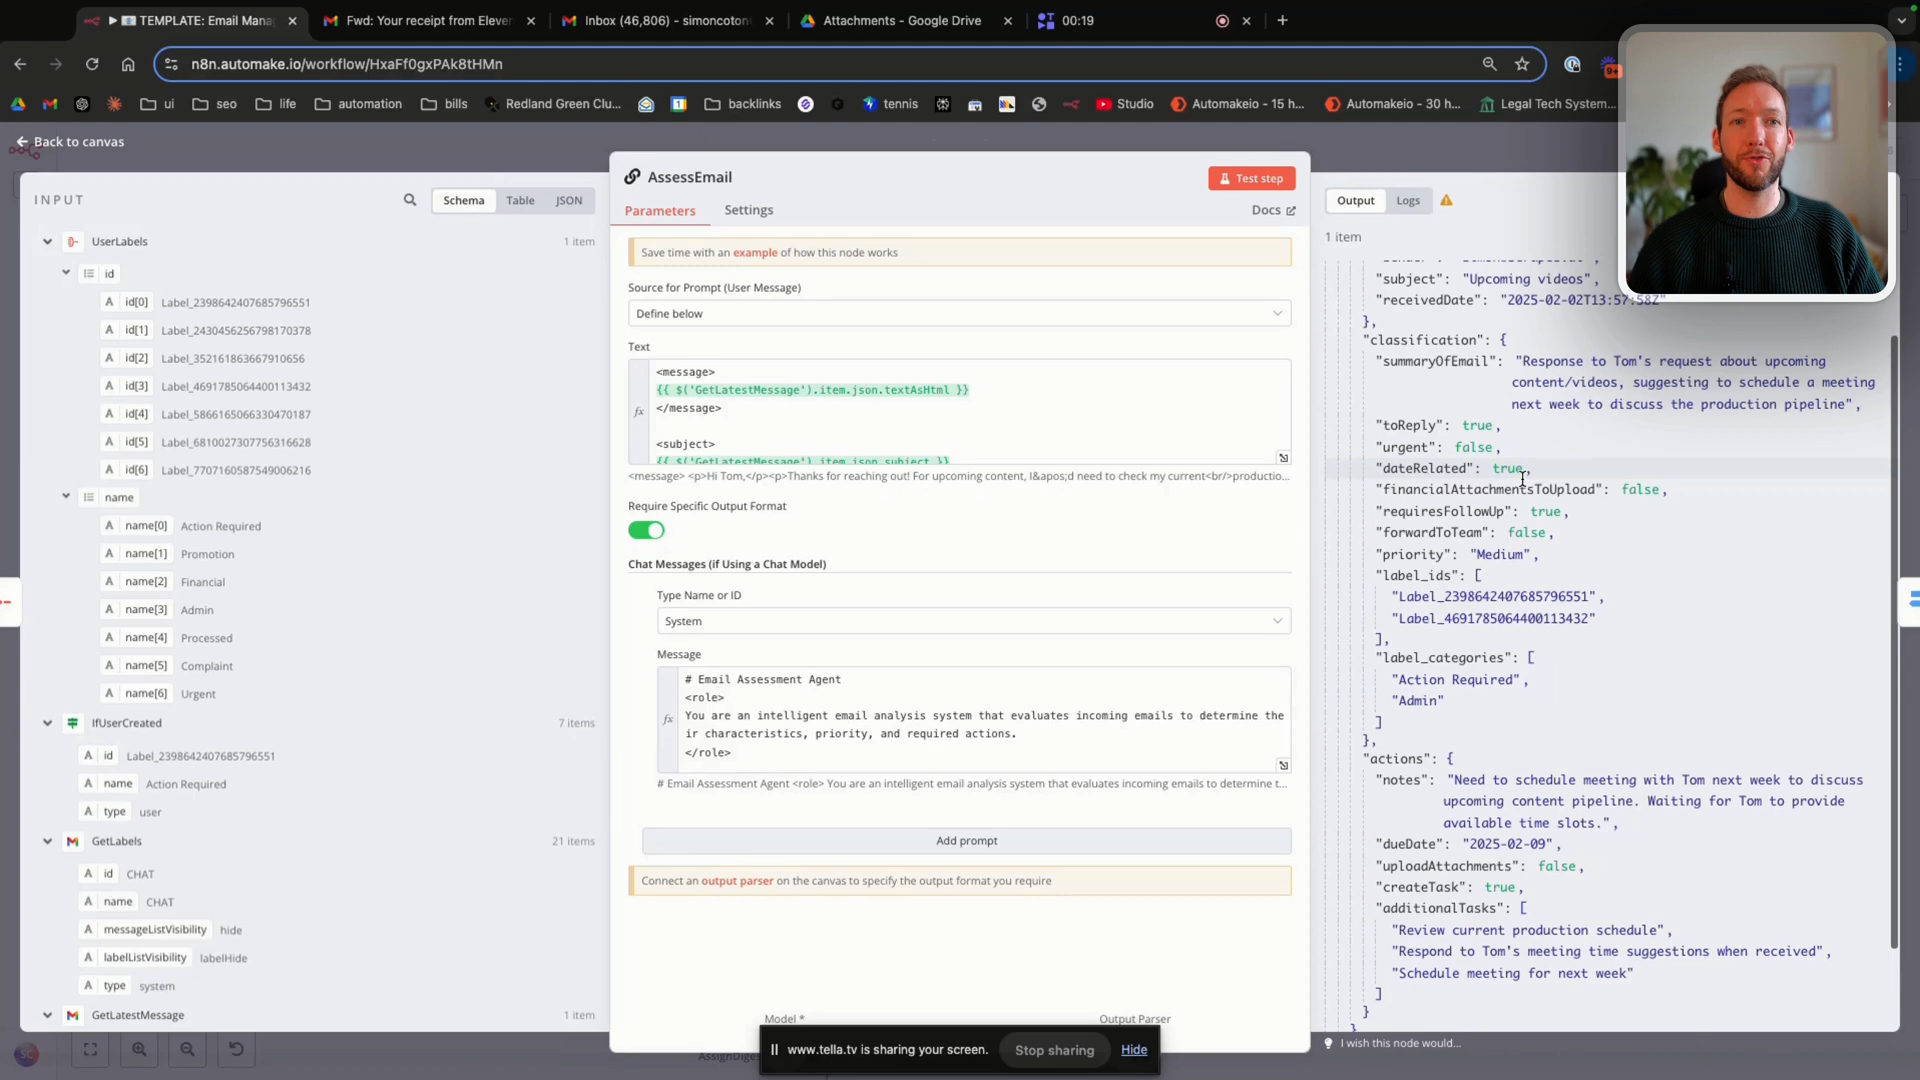 TEMPLATE: Email Mana
Fwd: Your receipt from Eleven
Inbox (46,806) - simoncoton
Attachments - Google Drive
00:19
n8n.automake.io/workflow/HxaFf0gxPAk8tHMn
ui
seo
life
automation
bills
Redland Green Clu...
backlinks
tennis
Studio
Automakeio - 15 h...
Automakeio - 30 h...
Legal Tech System...
Back to canvas
INPUT
Schema
Table
JSON
UserLabels
1 item
id
A id[0] Label_2398642407685796551
A id[1] Label_2430456256798170378
A id[2] Label_352161863667910656
A id[3] Label_4691785064400113432
A id[4] Label_5866165066330470187
A id[5] Label_6810027307756316628
A id[6] Label_7707160587549006216
name
A name[0] Action Required
A name[1] Promotion
A name[2] Financial
A name[3] Admin
A name[4] Processed
A name[5] Complaint
A name[6] Urgent
IfUserCreated
7 items
A id Label_2398642407685796551
A name Action Required
A type user
GetLabels
21 items
A id CHAT
A name CHAT
A messageListVisibility hide
A labelListVisibility labelHide
A type system
GetLatestMessage
1 item
AssessEmail
Test step
Parameters
Settings
Docs
Save time with an example of how this node works
Source for Prompt (User Message)
Define below
Text
fx
<message>
{{ $('GetLatestMessage').item.json.textAsHtml }}
</message>
<subject>
{{ $('GetLatestMessage').item.json.subject }}
<message> <p>Hi Tom,</p><p>Thanks for reaching out! For upcoming content, I&apos;d need to check my current<br/>productio...
Require Specific Output Format
Chat Messages (if Using a Chat Model)
Type Name or ID
System
Message
fx
# Email Assessment Agent
<role>
You are an intelligent email analysis system that evaluates incoming emails to determine the
ir characteristics, priority, and required actions.
</role>
# Email Assessment Agent <role> You are an intelligent email analysis system that evaluates incoming emails to determine t...
Add prompt
Connect an output parser on the canvas to specify the output format you require
Model *
Output Parser
Output
Logs
1 item
"subject": "Upcoming videos",
"receivedDate": "2025-02-02T13:57:58Z"
},
"classification": {
"summaryOfEmail": "Response to Tom's request about upcoming
content/videos, suggesting to schedule a meeting
next week to discuss the production pipeline",
"toReply": true,
"urgent": false,
"dateRelated": true,
"financialAttachmentsToUpload": false,
"requiresFollowUp": true,
"forwardToTeam": false,
"priority": "Medium",
"label_ids": [
"Label_2398642407685796551",
"Label_4691785064400113432"
],
"label_categories": [
"Action Required",
"Admin"
]
},
"actions": {
"notes": "Need to schedule meeting with Tom next week to discuss
upcoming content pipeline. Waiting for Tom to provide
available time slots.",
"dueDate": "2025-02-09",
"uploadAttachments": false,
"createTask": true,
"additionalTasks": [
"Review current production schedule",
"Respond to Tom's meeting time suggestions when received",
"Schedule meeting for next week"
]
}
}
I wish this node would...
www.tella.tv is sharing your screen.
Stop sharing
Hide